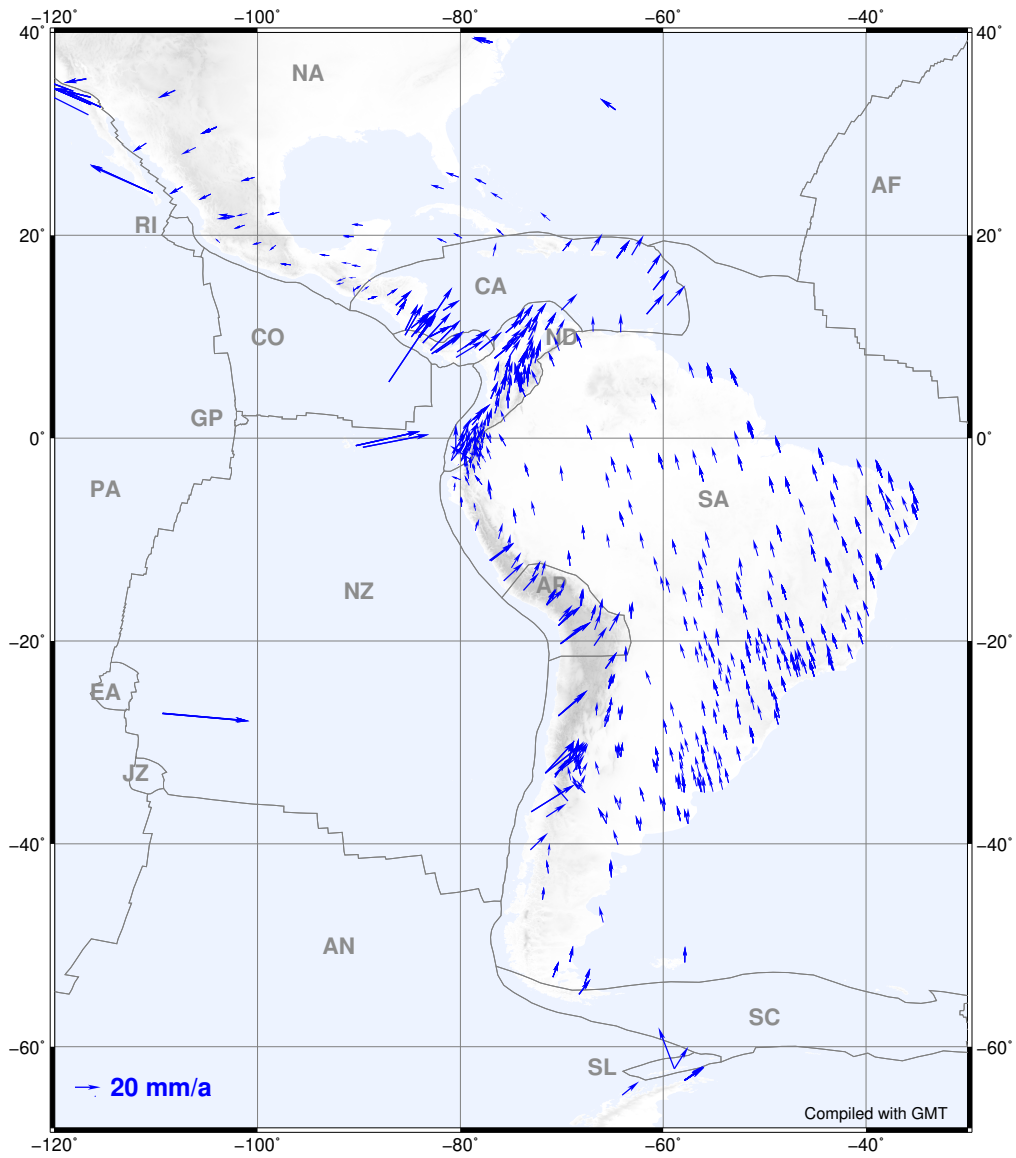 −120° −100° −80° −60° −40°
40° 40°
NA
AF
RI
20° 20°
CA
CO ND
GP
0° 0°
PA SA
NZ AP
−20° −20°
EA
JZ
−40° −40°
AN
SC
−60° −60°
SL
20 mm/a
Compiled with GMT
−120° −100° −80° −60° −40°